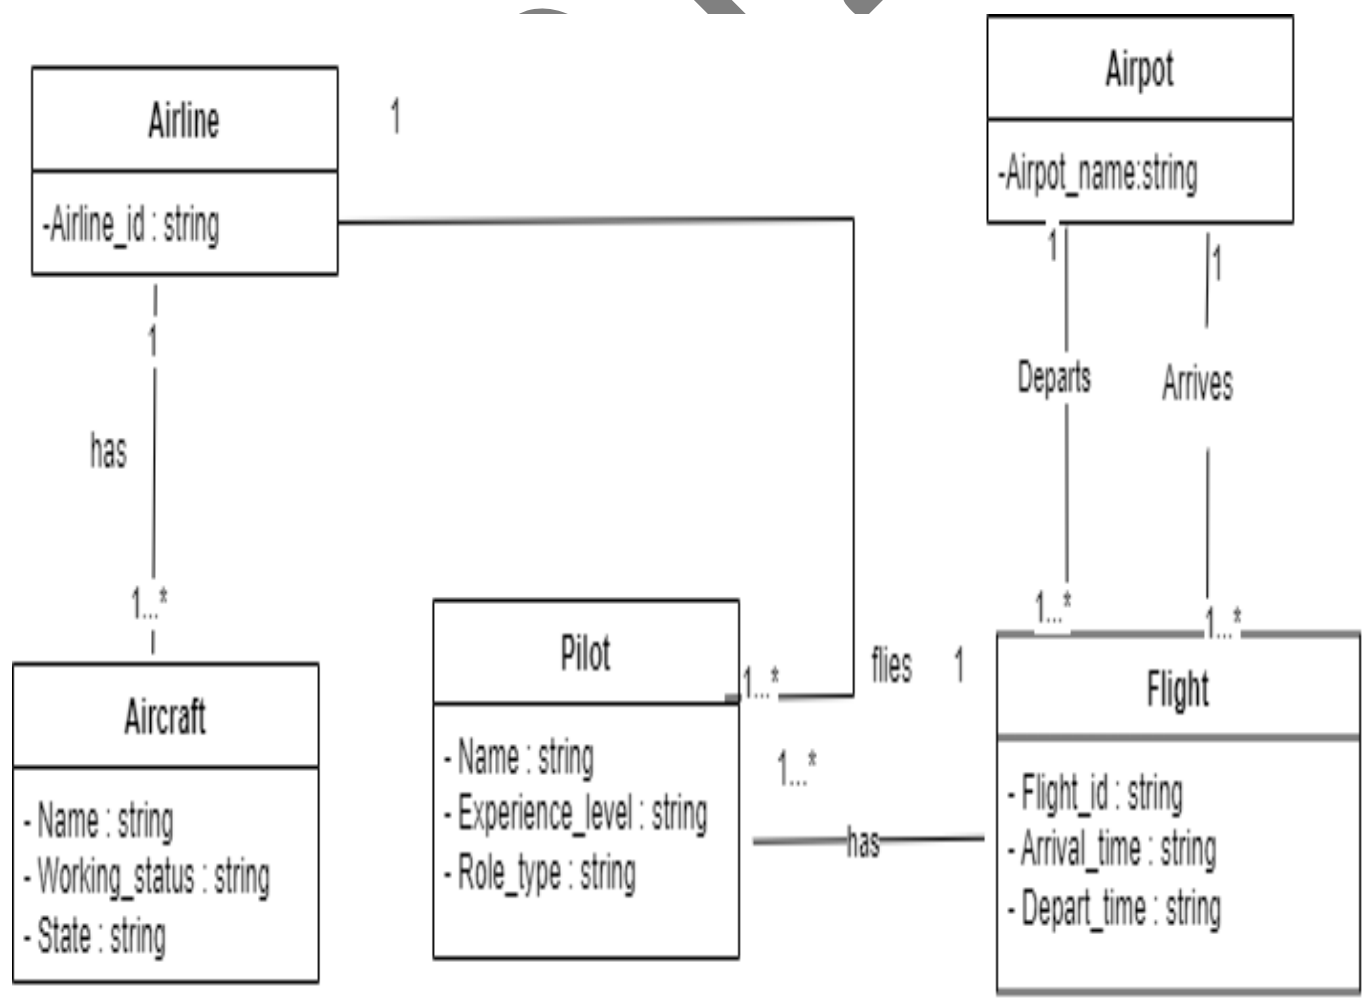 Airline
-Airline_id : string
1
1
has
1...*
Aircraft
- Name : string
- Working_status : string
- State : string
Pilot
- Name : string
- Experience_level : string
- Role_type : string
1...*
1...*
has
flies
1
Airpot
-Airpot_name:string
1
1
Departs
Arrives
1...*
1...*
Flight
- Flight_id : string
- Arrival_time : string
- Depart_time : string